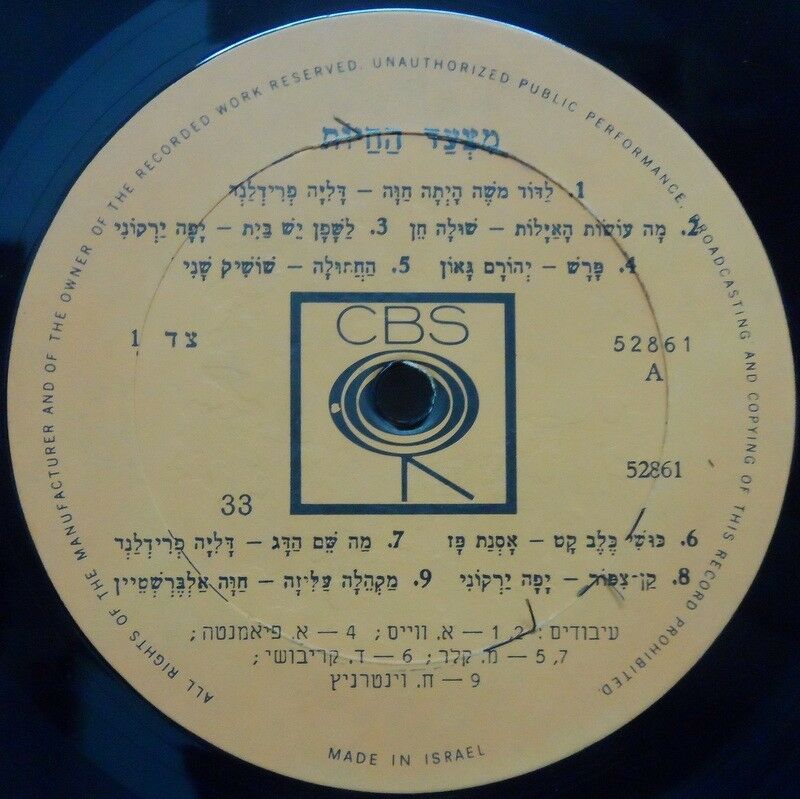 ALL RIGHTS OF THE MANUFACTURER AND OF THE OWNER OF THE RECORDED WORK RESERVED. UNAUTHORIZED PUBLIC PERFORMANCE, BROADCASTING AND COPYING OF THIS RECORD PROHIBITED.
מִצְעַד הַחַיּוֹת
1. לְדוֹד משֶׁה הָיְתָה חַוָּה – דָּלְיָה פְרִידְלַנְד
2. מָה עוֹשׂוֹת הָאַיָּלוֹת – שׁוּלָה חֵן 3. לַשָּׁפָן יֵשׁ בַּיִת – יָפָה יַרְקוֹנִי
4. פָּרָשׁ – יְהוֹרָם גָּאוֹן 5. הַחֲתוּלָה – שׁוֹשִׁיק שָׁנִי
CBS
צד 1
52861
A
52861
33
6. כּוּשִׁי כֶּלֶב קָט – אָסְנַת פָּז 7. מַה שֵּׁם הַדָּג – דָּלְיָה פְרִידְלַנְד
8. קַן־צִפּוֹר – יָפָה יַרְקוֹנִי 9. מַקְהֵלָה עַלִּיזָה – חַוָּה אַלְבֶּרְשְׁטֵיין
עיבודים: 1,2 – א. ווייס; 4 – א. פיאמנטה;
5,7 – מ. קלר; 6 – ד. קריבושי;
9 – ח. וינטרניץ
MADE IN ISRAEL